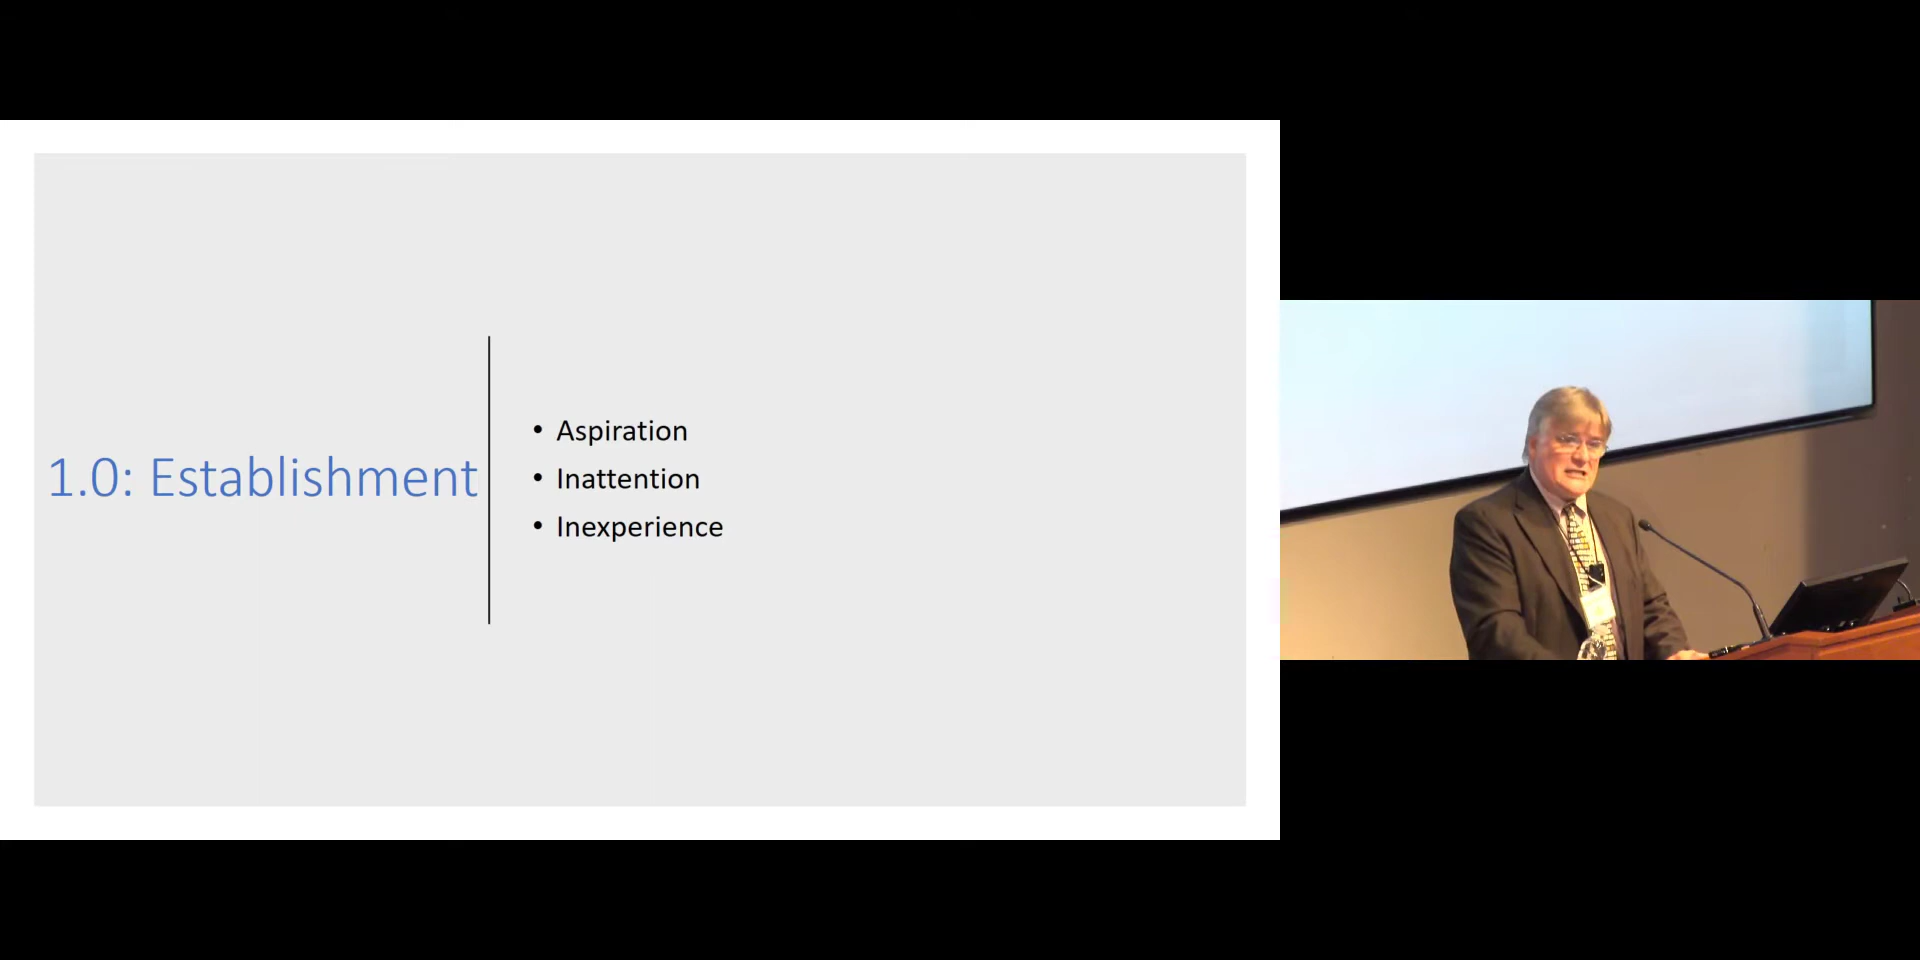 1.0: Establishment
• Aspiration
• Inattention
• Inexperience